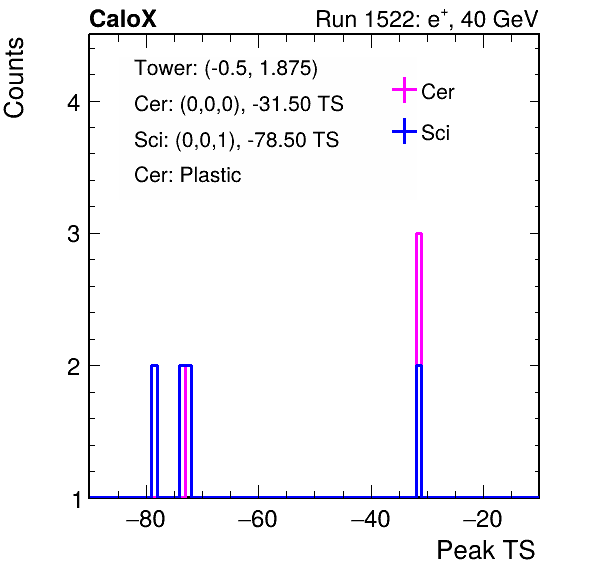 CaloX
Run 1522: e⁺, 40 GeV
Counts
Tower: (-0.5, 1.875)
Cer: (0,0,0), -31.50 TS
Sci: (0,0,1), -78.50 TS
Cer: Plastic
Cer
Sci
4
3
2
1
−80 −60 −40 −20
Peak TS